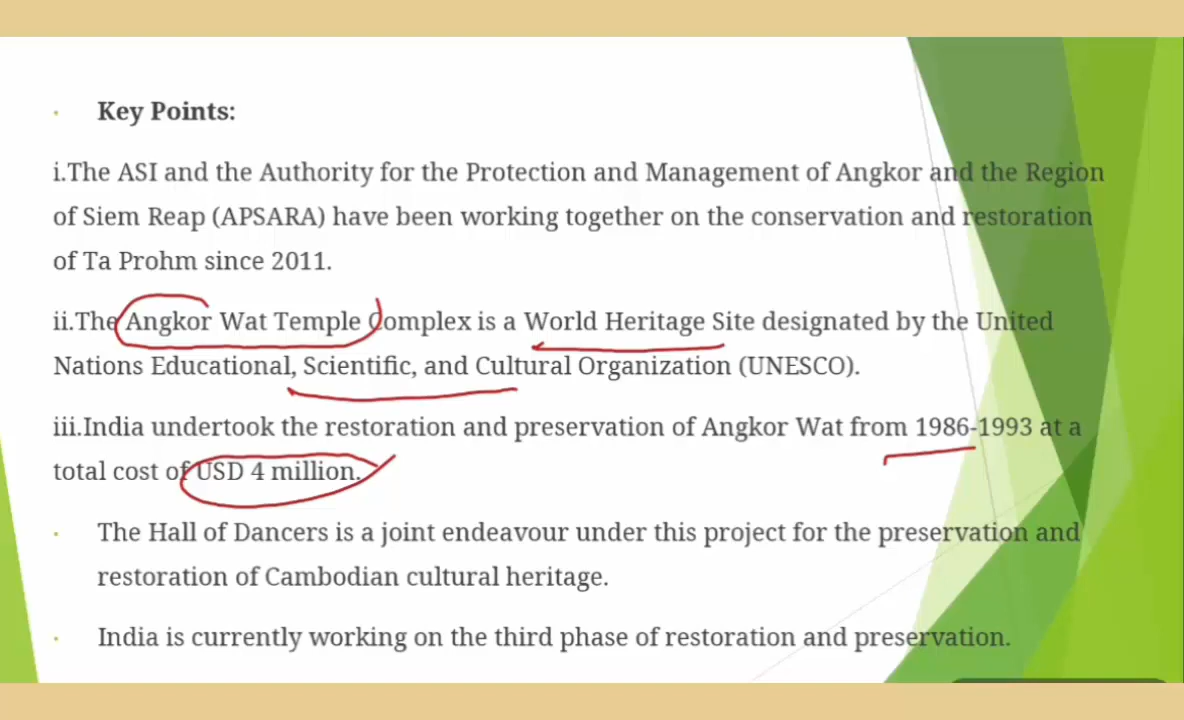 · Key Points:
i.The ASI and the Authority for the Protection and Management of Angkor and the Region
of Siem Reap (APSARA) have been working together on the conservation and restoration
of Ta Prohm since 2011.
ii.The Angkor Wat Temple Complex is a World Heritage Site designated by the United
Nations Educational, Scientific, and Cultural Organization (UNESCO).
iii.India undertook the restoration and preservation of Angkor Wat from 1986-1993 at a
total cost of USD 4 million.
· The Hall of Dancers is a joint endeavour under this project for the preservation and
restoration of Cambodian cultural heritage.
· India is currently working on the third phase of restoration and preservation.